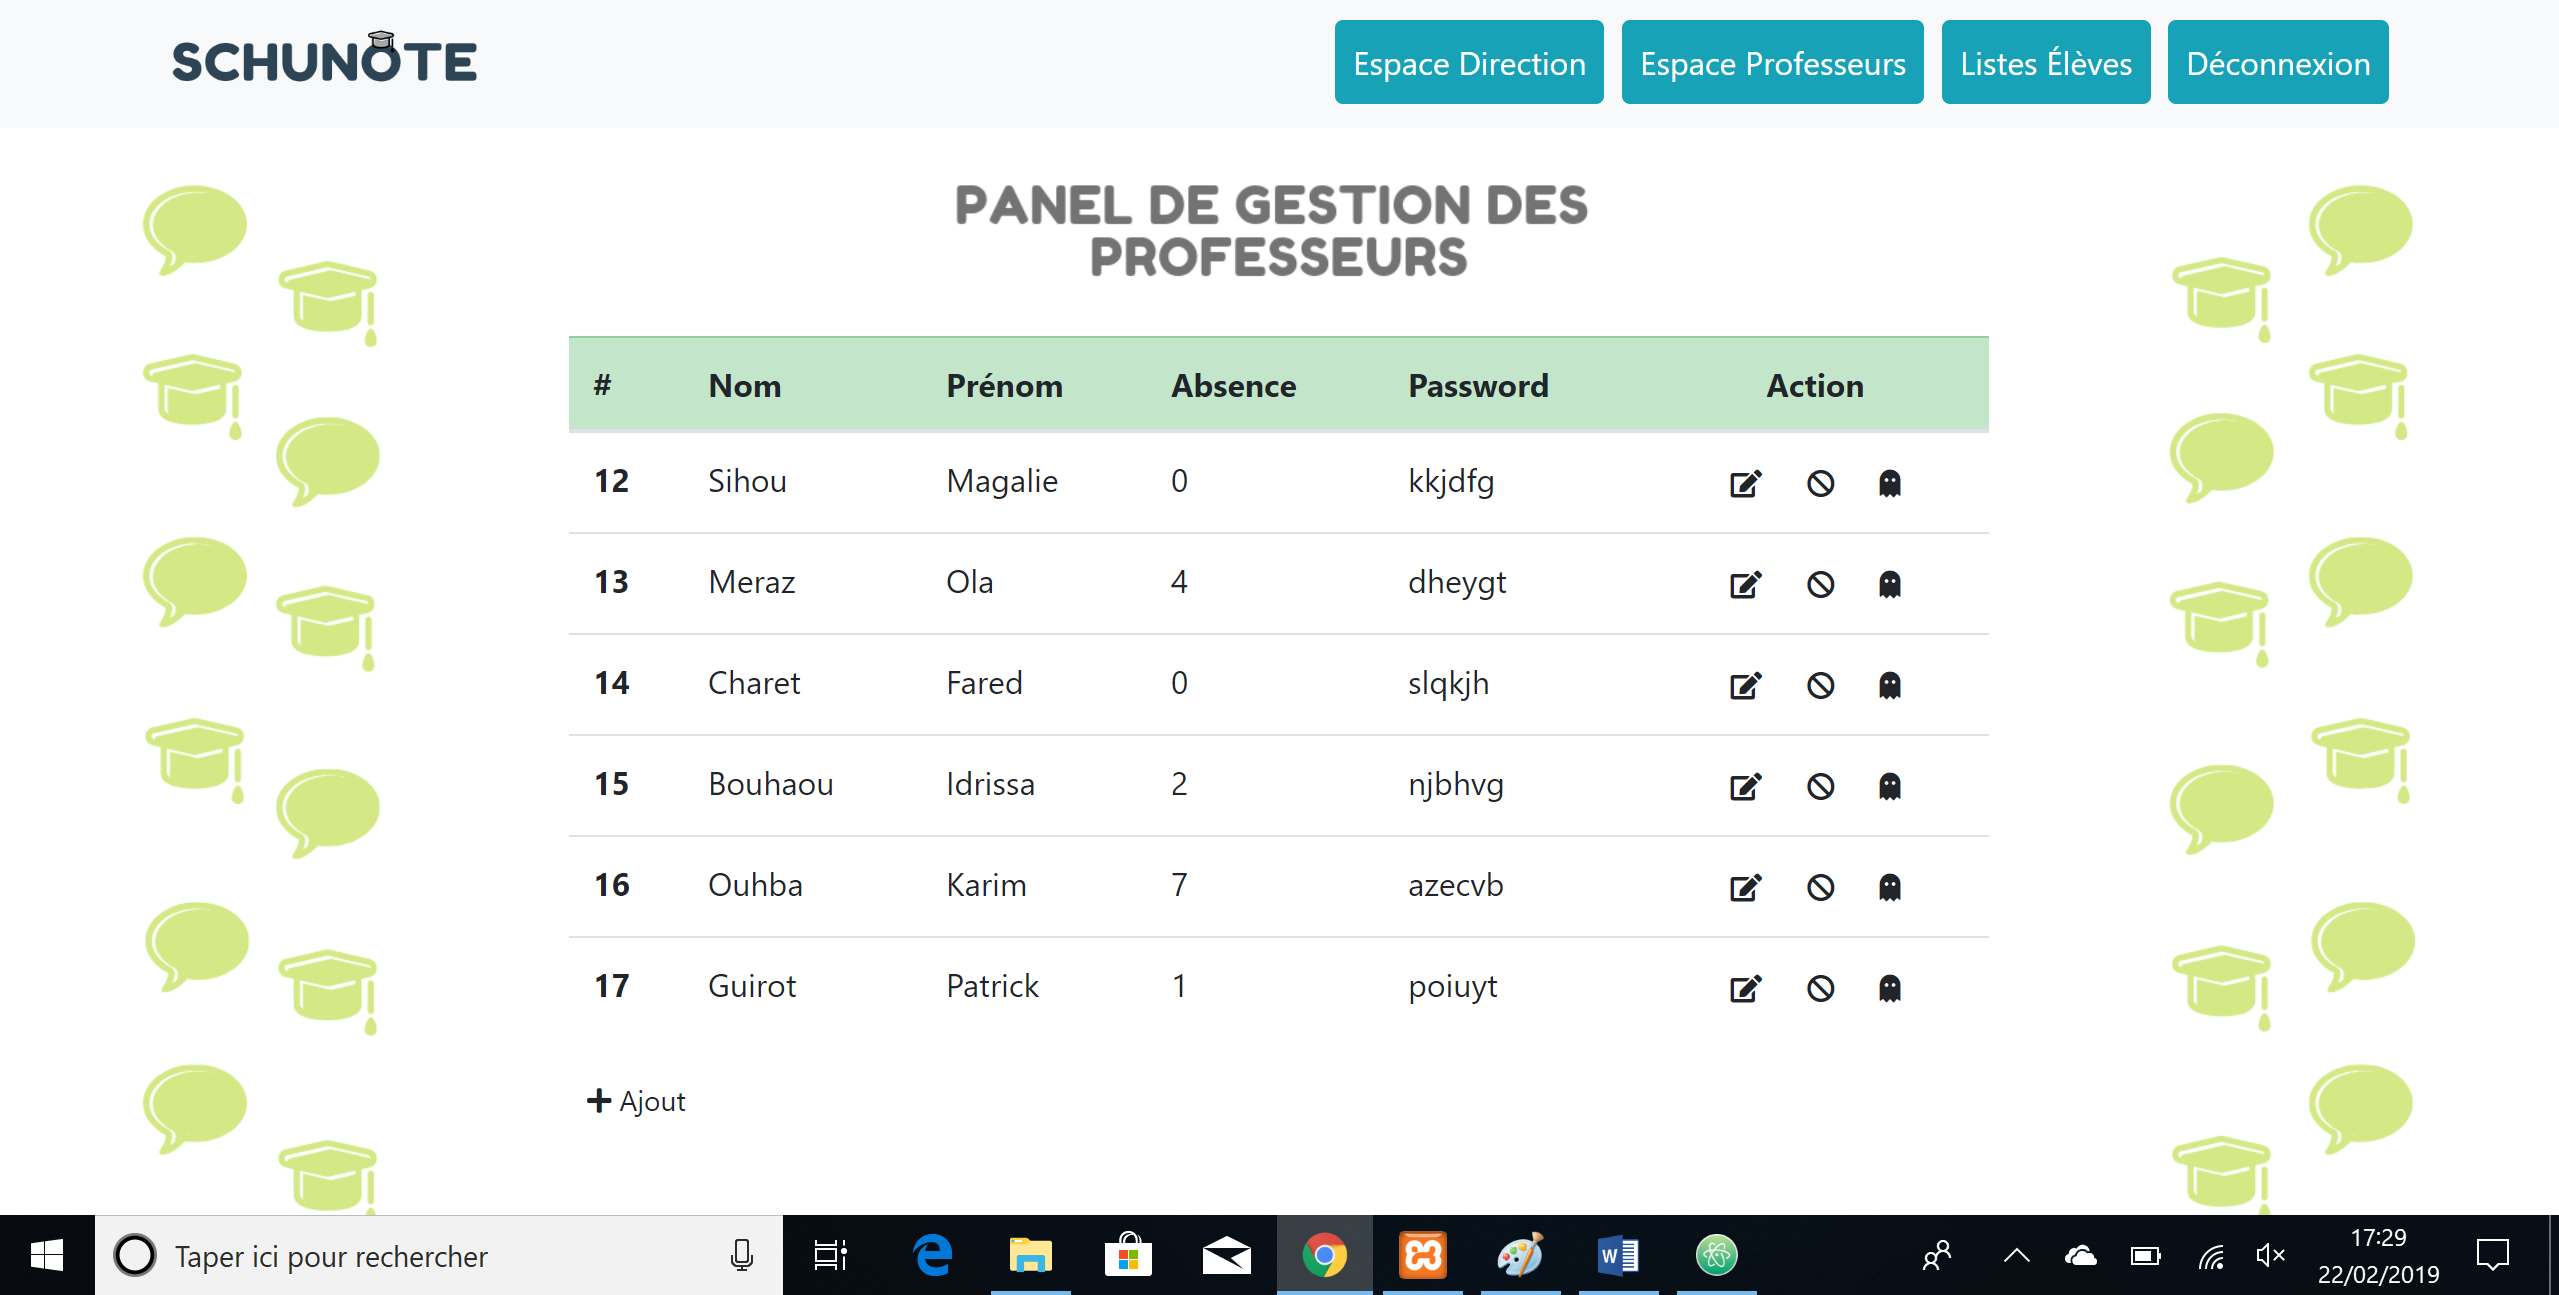 SCHUNOTE
Espace Direction Espace Professeurs Listes Élèves Déconnexion
PANEL DE GESTION DES
PROFESSEURS
# Nom Prénom Absence Password Action
12 Sihou Magalie 0 kkjdfg
13 Meraz Ola 4 dheygt
14 Charet Fared 0 slqkjh
15 Bouhaou Idrissa 2 njbhvg
16 Ouhba Karim 7 azecvb
17 Guirot Patrick 1 poiuyt
+ Ajout
Taper ici pour rechercher
17:29
22/02/2019